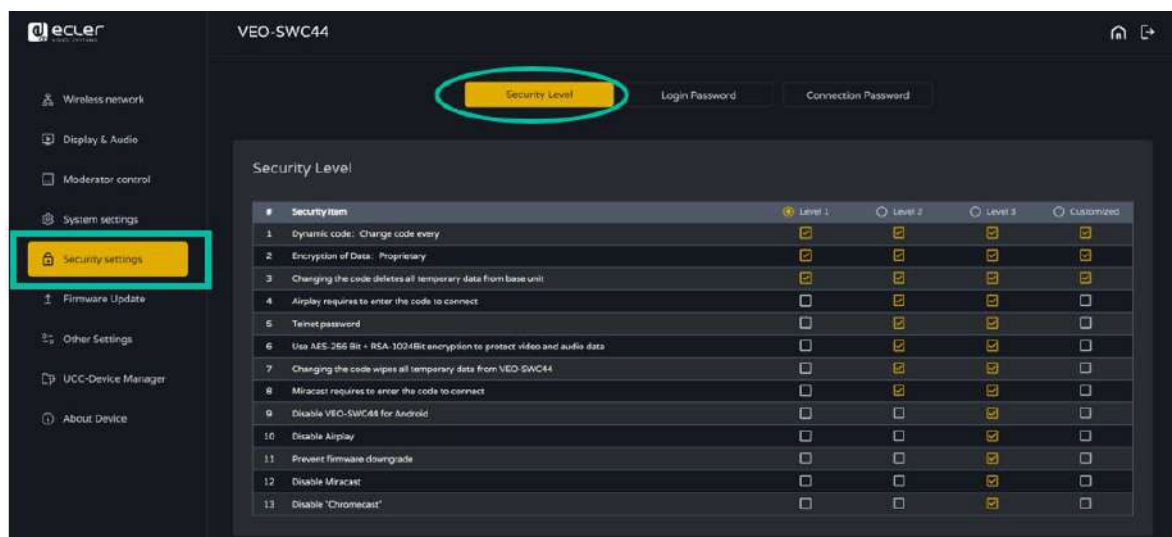 ecler
VEO-SWC44
Wireless network
Display & Audio
Moderator control
System settings
Security settings
Firmware Update
Other Settings
UCC-Device Manager
About Device
Security Level Login Password Connection Password
Security Level
# Security Item Level 1 Level 2 Level 3 Customized
1 Dynamic code: Change code every
2 Encryption of Data: Proprietary
3 Changing the code deletes all temporary data from base unit
4 Airplay requires to enter the code to connect
5 Telnet password
6 Use AES-256 Bit + RSA-1024Bit encryption to protect video and audio data
7 Changing the code wipes all temporary data from VEO-SWC44
8 Miracast requires to enter the code to connect
9 Disable VEO-SWC44 for Android
10 Disable Airplay
11 Prevent firmware downgrade
12 Disable Miracast
13 Disable "Chromecast"